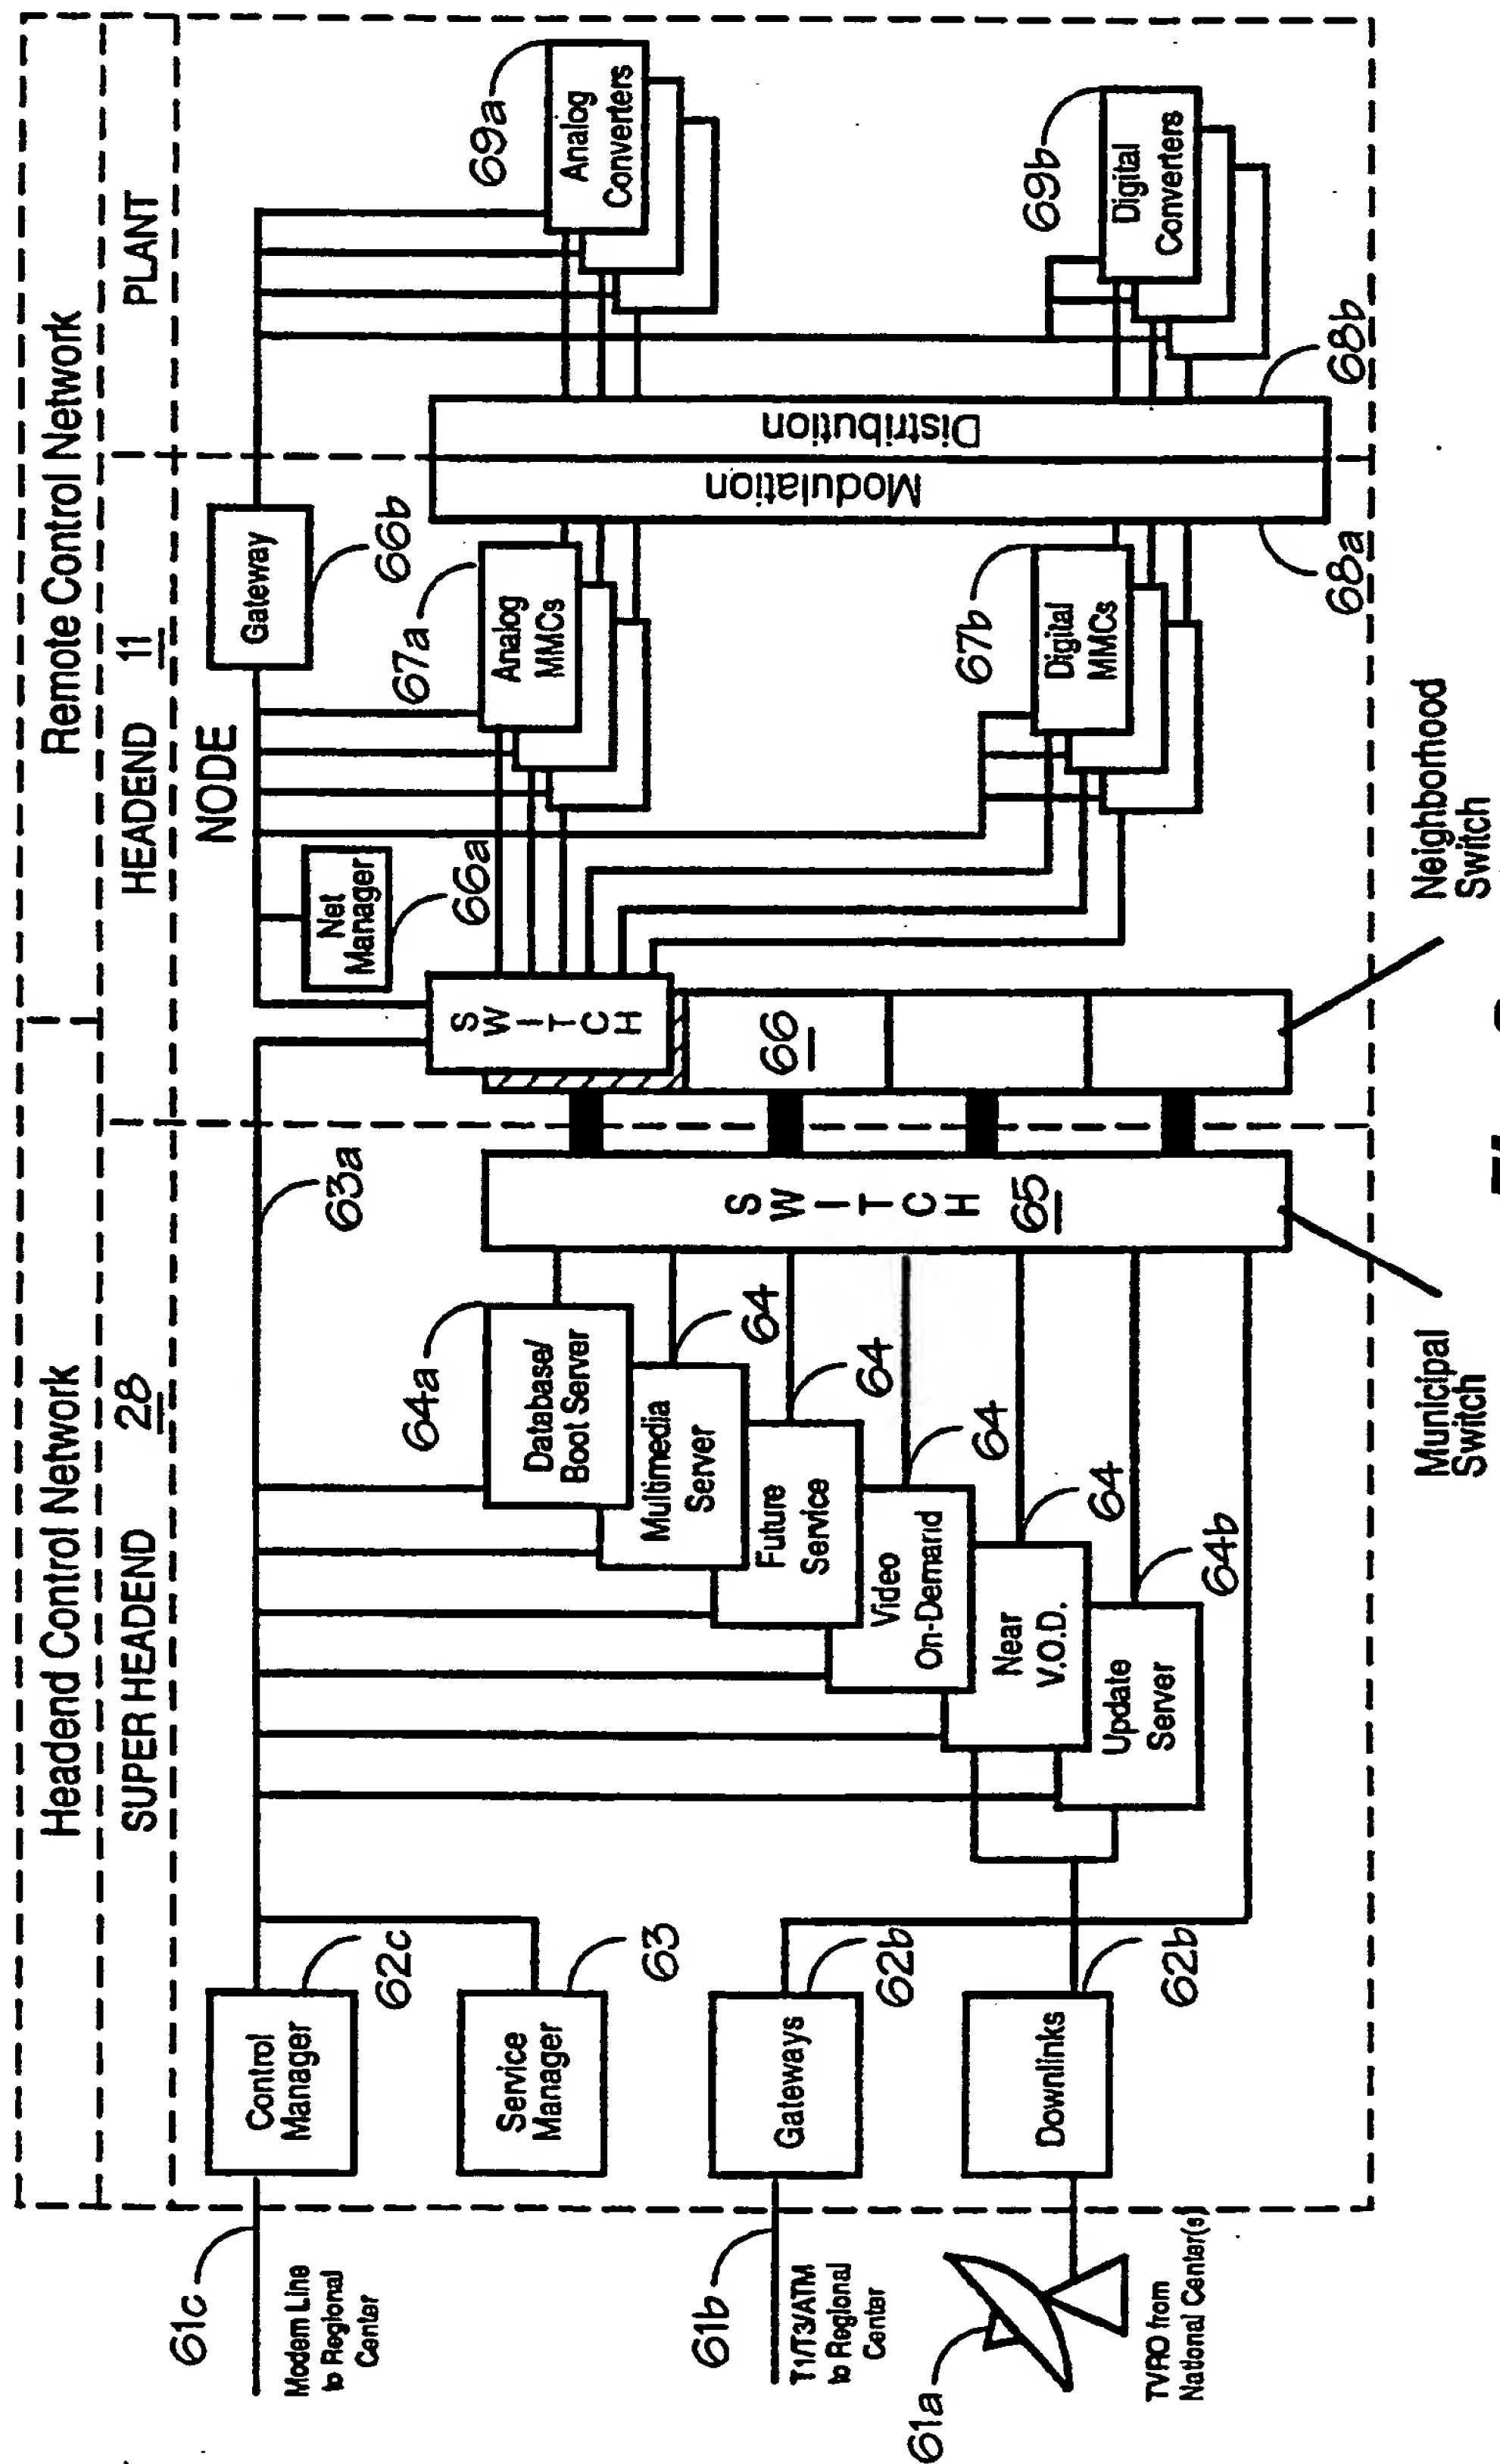 Headend Control Network
Remote Control Network
SUPER HEADEND 28
HEADEND 11
PLANT
NODE
61c
Modem Line
to Regional
Center
Control
Manager
62c
63a
Service
Manager
63
61b
T1/T3/ATM
to Regional
Center
Gateways
62b
61a
TVRO from
National Center(s)
Downlinks
62b
64a
Database/
Boot Server
Multimedia
Server
64
Future
Service
64
Video
On-Demand
64
Near
V.O.D.
64
Update
Server
64b
SWITCH
65
Municipal
Switch
SWITCH
66
Neighborhood
Switch
Net
Manager
66a
Gateway
66b
67a
Analog
MMCs
67b
Digital
MMCs
Modulation
68a
Distribution
68b
69a
Analog
Converters
69b
Digital
Converters